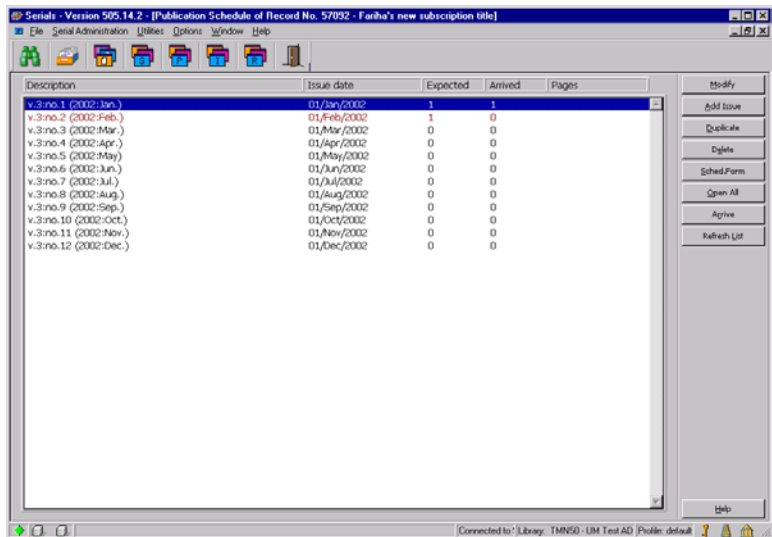 Serials - Version 505.14.2 - [Publication Schedule of Record No. 57092 - Fariha's new subscription title]
File Serial Administration Utilities Options Window Help
Description Issue date Expected Arrived Pages
v.3:no.1 (2002:Jan.) 01/Jan/2002 1 1
v.3:no.2 (2002:Feb.) 01/Feb/2002 1 0
v.3:no.3 (2002:Mar.) 01/Mar/2002 0 0
v.3:no.4 (2002:Apr.) 01/Apr/2002 0 0
v.3:no.5 (2002:May) 01/May/2002 0 0
v.3:no.6 (2002:Jun.) 01/Jun/2002 0 0
v.3:no.7 (2002:Jul.) 01/Jul/2002 0 0
v.3:no.8 (2002:Aug.) 01/Aug/2002 0 0
v.3:no.9 (2002:Sep.) 01/Sep/2002 0 0
v.3:no.10 (2002:Oct.) 01/Oct/2002 0 0
v.3:no.11 (2002:Nov.) 01/Nov/2002 0 0
v.3:no.12 (2002:Dec.) 01/Dec/2002 0 0
Modify
Add Issue
Duplicate
Delete
Sched.Form
Open All
Arrive
Refresh List
Help
Connected to: Library: TMN50 - UM Test AD Profile: default